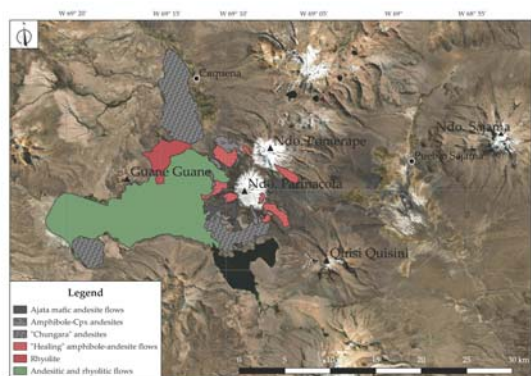 W 69° 20'
W 69° 15'
W 69° 10'
W 69° 05'
W 69°
W 68° 55'
Caquena
Ndo. Pomerape
Ndo. Sajama
Pueblo Sajama
Guane Guane
Ndo. Parinacota
Quisi Quisini
Legend
Ajata mafic andesite flows
Amphibole-Cpx andesites
"Chungara" andesites
"Healing" amphibole-andesite flows
Rhyolite
Andesitic and rhyolitic flows
0
5
10
15
20
25
30 km